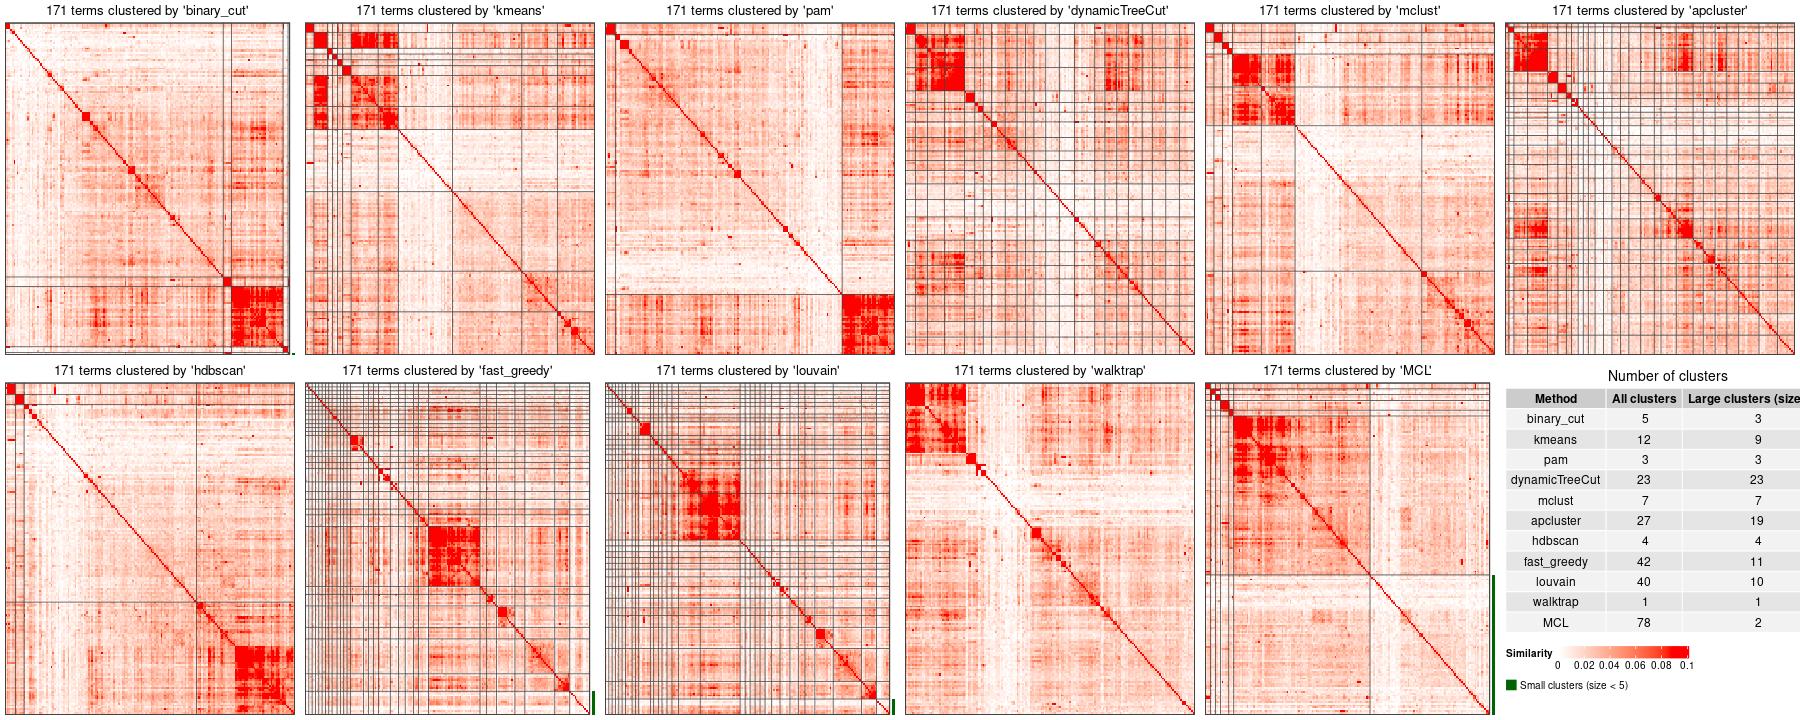 171 terms clustered by 'binary_cut'
171 terms clustered by 'kmeans'
171 terms clustered by 'pam'
171 terms clustered by 'dynamicTreeCut'
171 terms clustered by 'mclust'
171 terms clustered by 'apcluster'
171 terms clustered by 'hdbscan'
171 terms clustered by 'fast_greedy'
171 terms clustered by 'louvain'
171 terms clustered by 'walktrap'
171 terms clustered by 'MCL'
Number of clusters
Method All clusters Large clusters (size
binary_cut 5 3
kmeans 12 9
pam 3 3
dynamicTreeCut 23 23
mclust 7 7
apcluster 27 19
hdbscan 4 4
fast_greedy 42 11
louvain 40 10
walktrap 1 1
MCL 78 2
Similarity
0 0.02 0.04 0.06 0.08 0.1
Small clusters (size < 5)